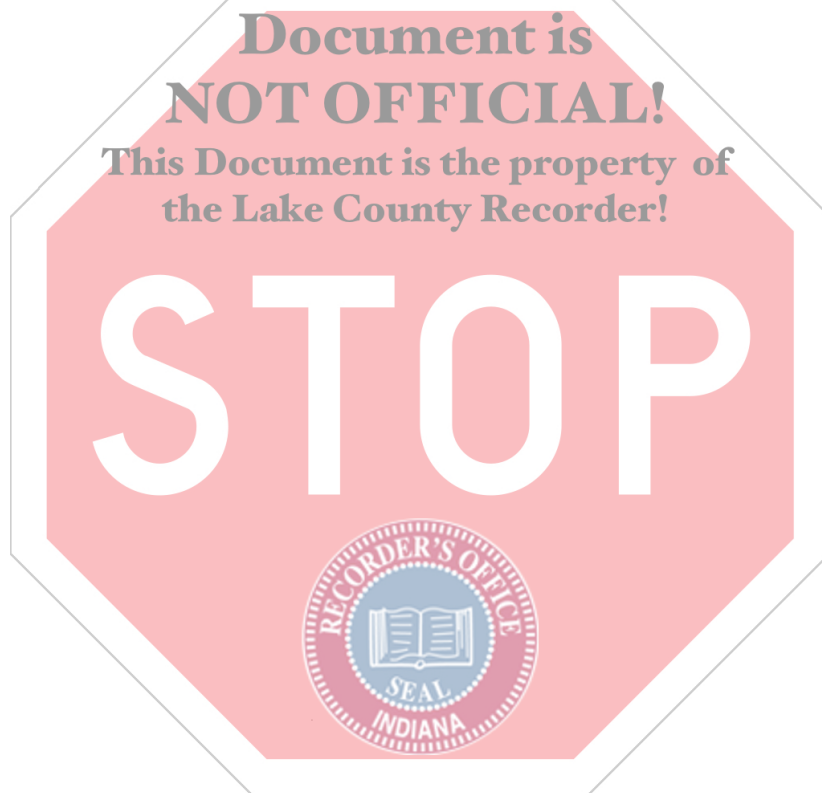 Document is
NOT OFFICIAL!
This Document is the property of
the Lake County Recorder!
STOP
RECORDER'S OFFICE
SEAL
INDIANA